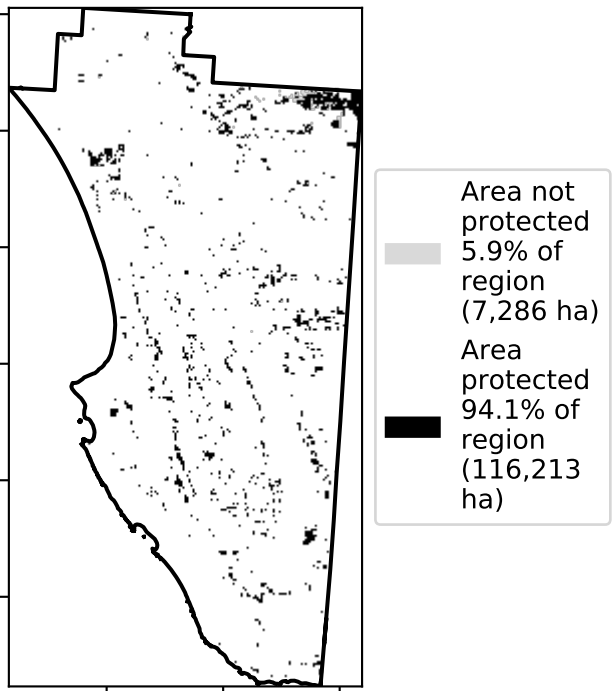 Area not
protected
5.9% of
region
(7,286 ha)
Area
protected
94.1% of
region
(116,213
ha)